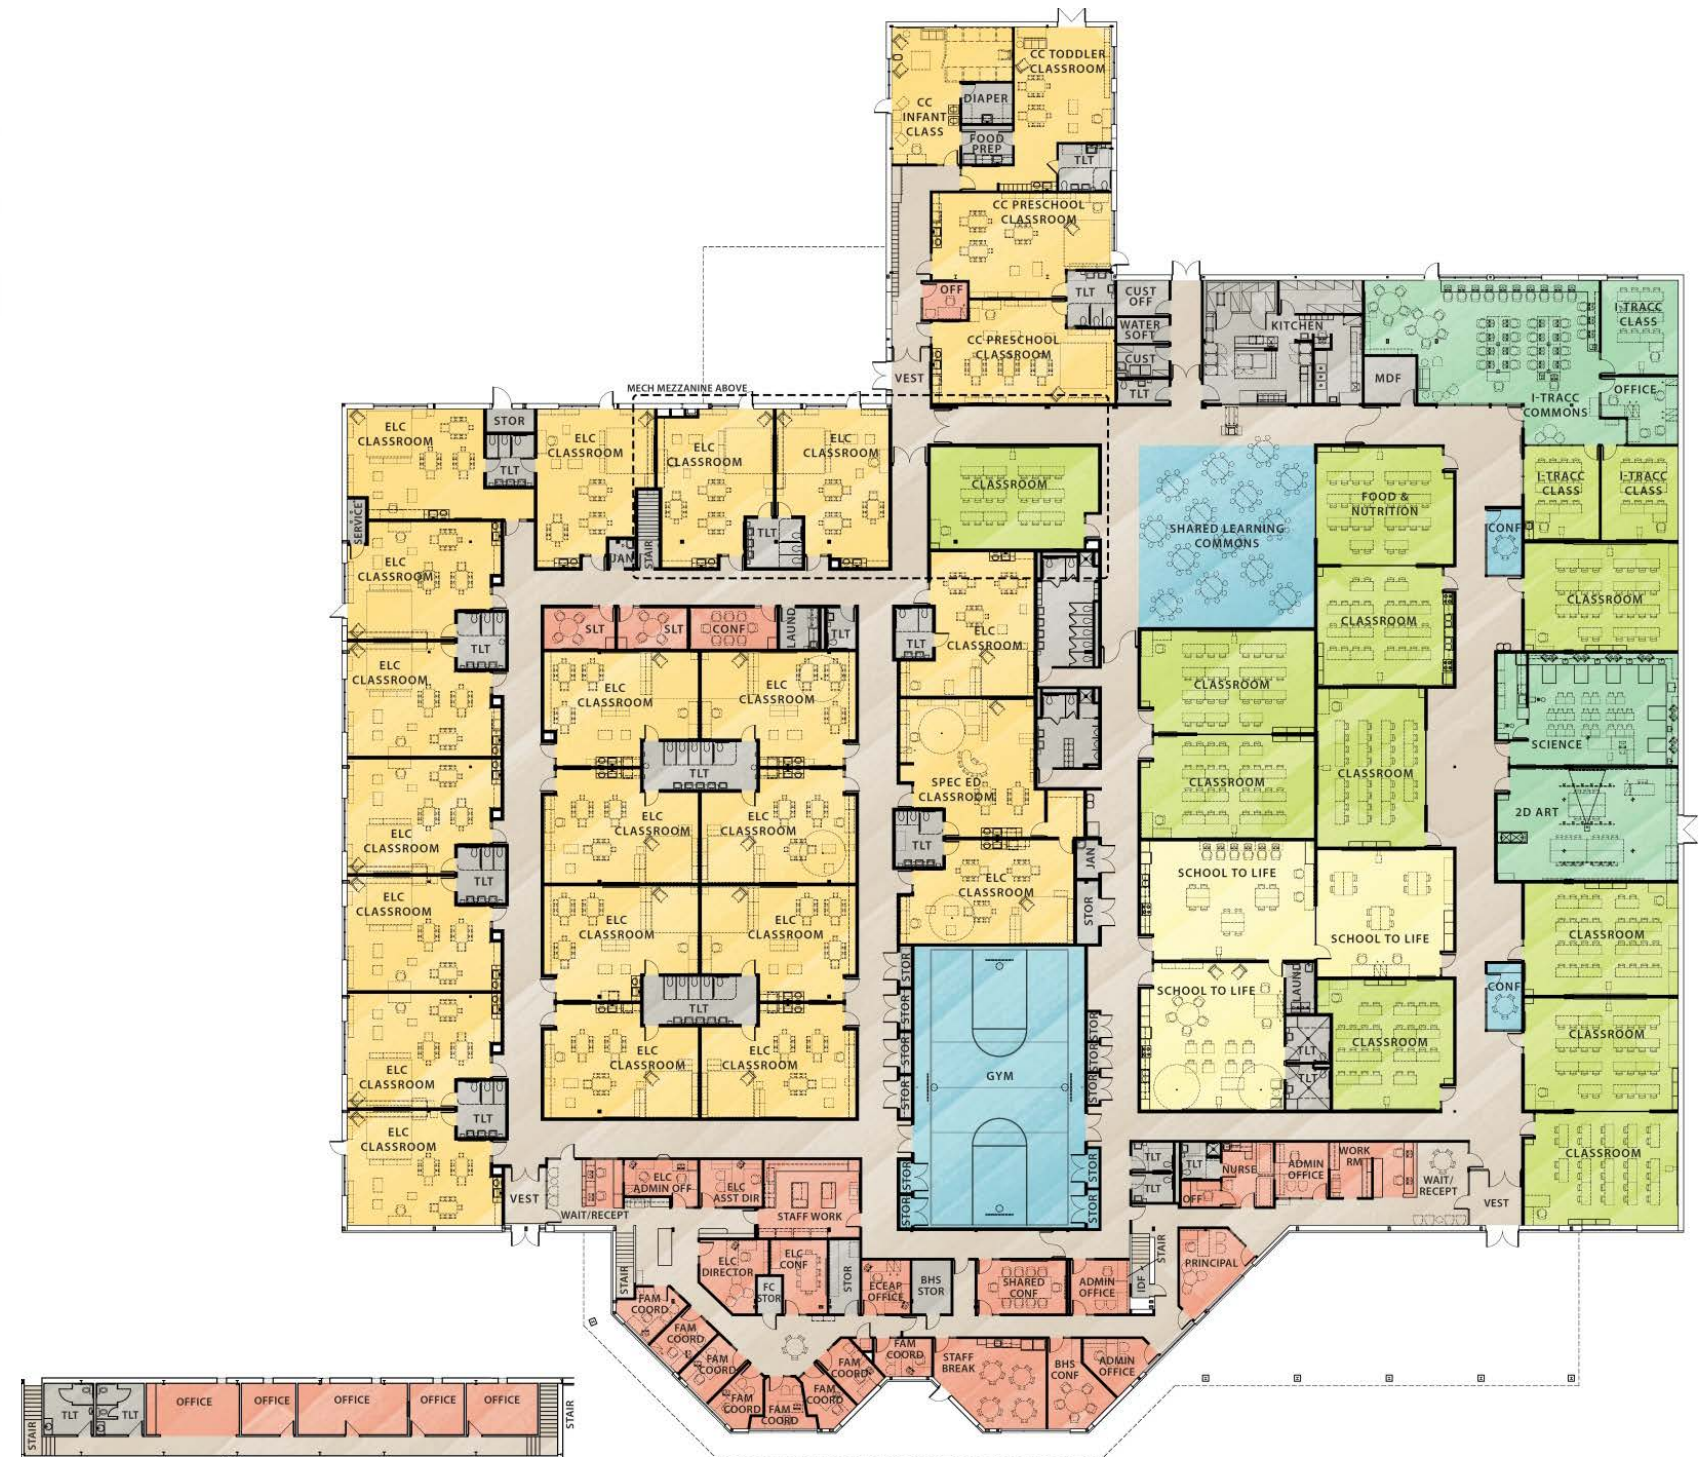 CC TODDLER
CLASSROOM
DIAPER
CC
INFANT
CLASS
FOOD
PREP
TLT
CC PRESCHOOL
CLASSROOM
OFF
TLT
CC PRESCHOOL
CLASSROOM
VEST
CUST
OFF
WATER
SOFT
CUST
TLT
KITCHEN
MDF
I-TRACC
CLASS
OFFICE
I-TRACC
COMMONS
I-TRACC
CLASS
I-TRACC
CLASS
MECH MEZZANINE ABOVE
ELC
CLASSROOM
STOR
TLT
ELC
CLASSROOM
ELC
CLASSROOM
ELC
CLASSROOM
SERVICE
JAN
STAIR
TLT
CLASSROOM
SHARED LEARNING
COMMONS
FOOD &
NUTRITION
CONF
CLASSROOM
CLASSROOM
ELC
CLASSROOM
TLT
ELC
CLASSROOM
SLT
SLT
CONF
LAUND
TLT
TLT
ELC
CLASSROOM
ELC
CLASSROOM
ELC
CLASSROOM
TLT
CLASSROOM
CLASSROOM
CLASSROOM
SCIENCE
2D ART
ELC
CLASSROOM
TLT
ELC
CLASSROOM
ELC
CLASSROOM
ELC
CLASSROOM
SPEC ED
CLASSROOM
TLT
ELC
CLASSROOM
JAN
STOR
SCHOOL TO LIFE
SCHOOL TO LIFE
CLASSROOM
ELC
CLASSROOM
ELC
CLASSROOM
ELC
CLASSROOM
TLT
STOR
STOR
STOR
STOR
STOR
STOR
GYM
STOR
STOR
STOR
STOR
STOR
SCHOOL TO LIFE
LAUND
TLT
TLT
CLASSROOM
CONF
CLASSROOM
ELC
CLASSROOM
TLT
ELC
CLASSROOM
ELC
CLASSROOM
ELC
CLASSROOM
CLASSROOM
VEST
WAIT/RECEPT
ELC
ADMIN OFF
ELC
ASST DIR
STAFF WORK
TLT
TLT
TLT
OFF
NURSE
ADMIN
OFFICE
WORK
RM
WAIT/
RECEPT
VEST
STAIR
ELC
DIRECTOR
ELC
CONF
FC
STOR
STOR
ECEAP
OFFICE
BHS
STOR
SHARED
CONF
ADMIN
OFFICE
IDF
STAIR
PRINCIPAL
FAM
COORD
FAM
COORD
FAM
COORD
FAM
COORD
FAM
COORD
FAM
COORD
FAM
COORD
FAM
COORD
STAFF
BREAK
BHS
CONF
ADMIN
OFFICE
STAIR
TLT
TLT
OFFICE
OFFICE
OFFICE
OFFICE
OFFICE
STAIR